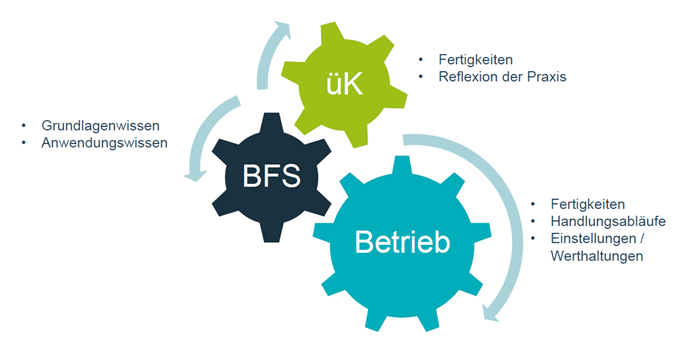 üK
• Fertigkeiten
• Reflexion der Praxis
• Grundlagenwissen
• Anwendungswissen
BFS
Betrieb
• Fertigkeiten
• Handlungsabläufe
• Einstellungen /
Werthaltungen